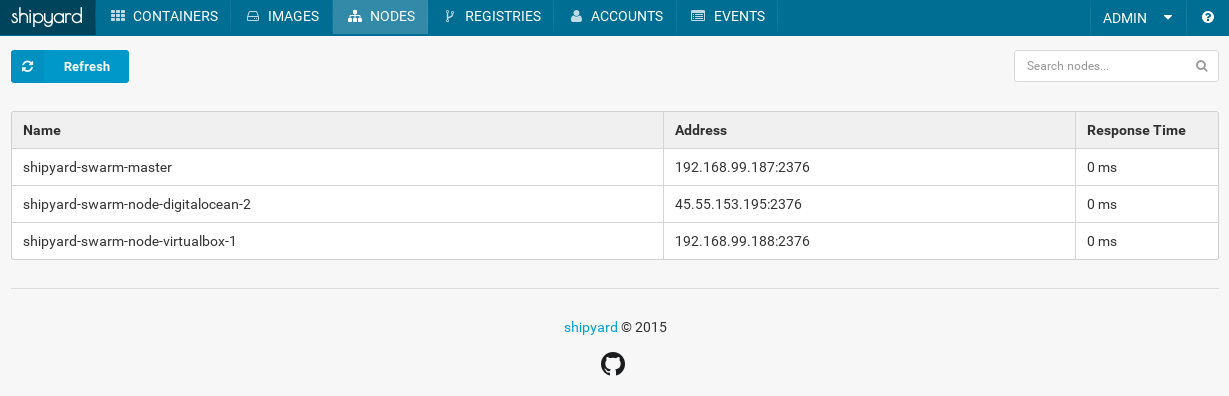 shipyard CONTAINERS IMAGES NODES REGISTRIES ACCOUNTS EVENTS ADMIN
Refresh Search nodes...
Name Address Response Time
shipyard-swarm-master 192.168.99.187:2376 0 ms
shipyard-swarm-node-digitalocean-2 45.55.153.195:2376 0 ms
shipyard-swarm-node-virtualbox-1 192.168.99.188:2376 0 ms
shipyard © 2015